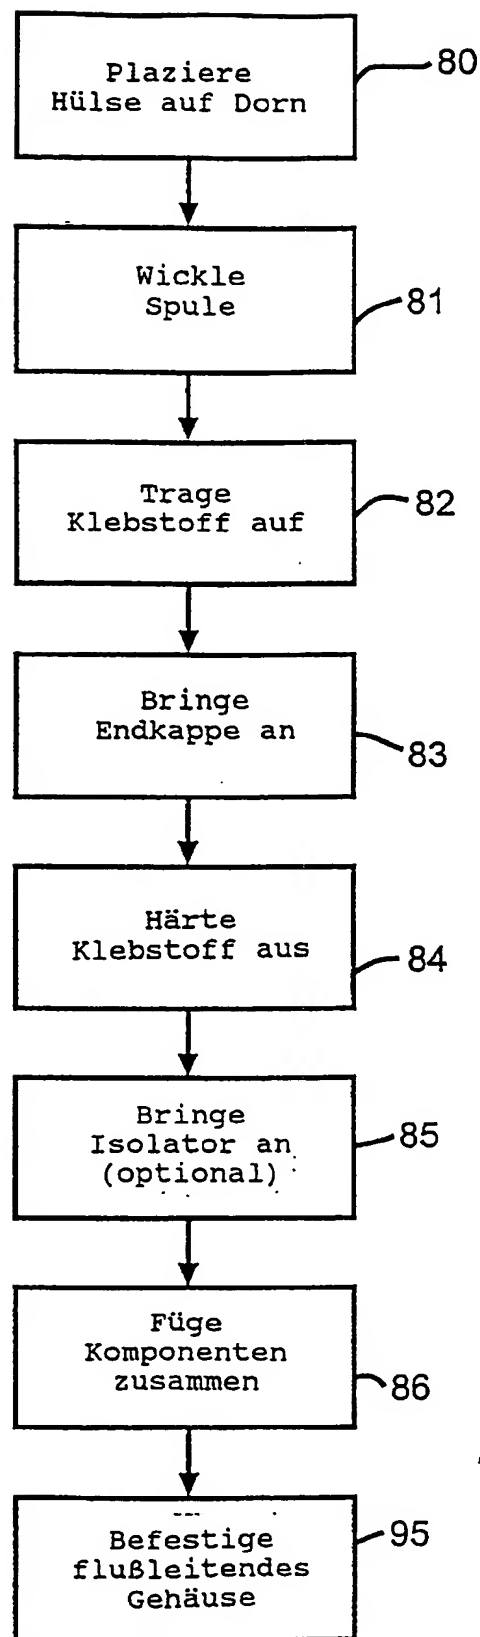 Plaziere
Hülse auf Dorn
80
Wickle
Spule
81
Trage
Klebstoff auf
82
Bringe
Endkappe an
83
Härte
Klebstoff aus
84
Bringe
Isolator an
(optional)
85
Füge
Komponenten
zusammen
86
Befestige
flußleitendes
Gehäuse
95